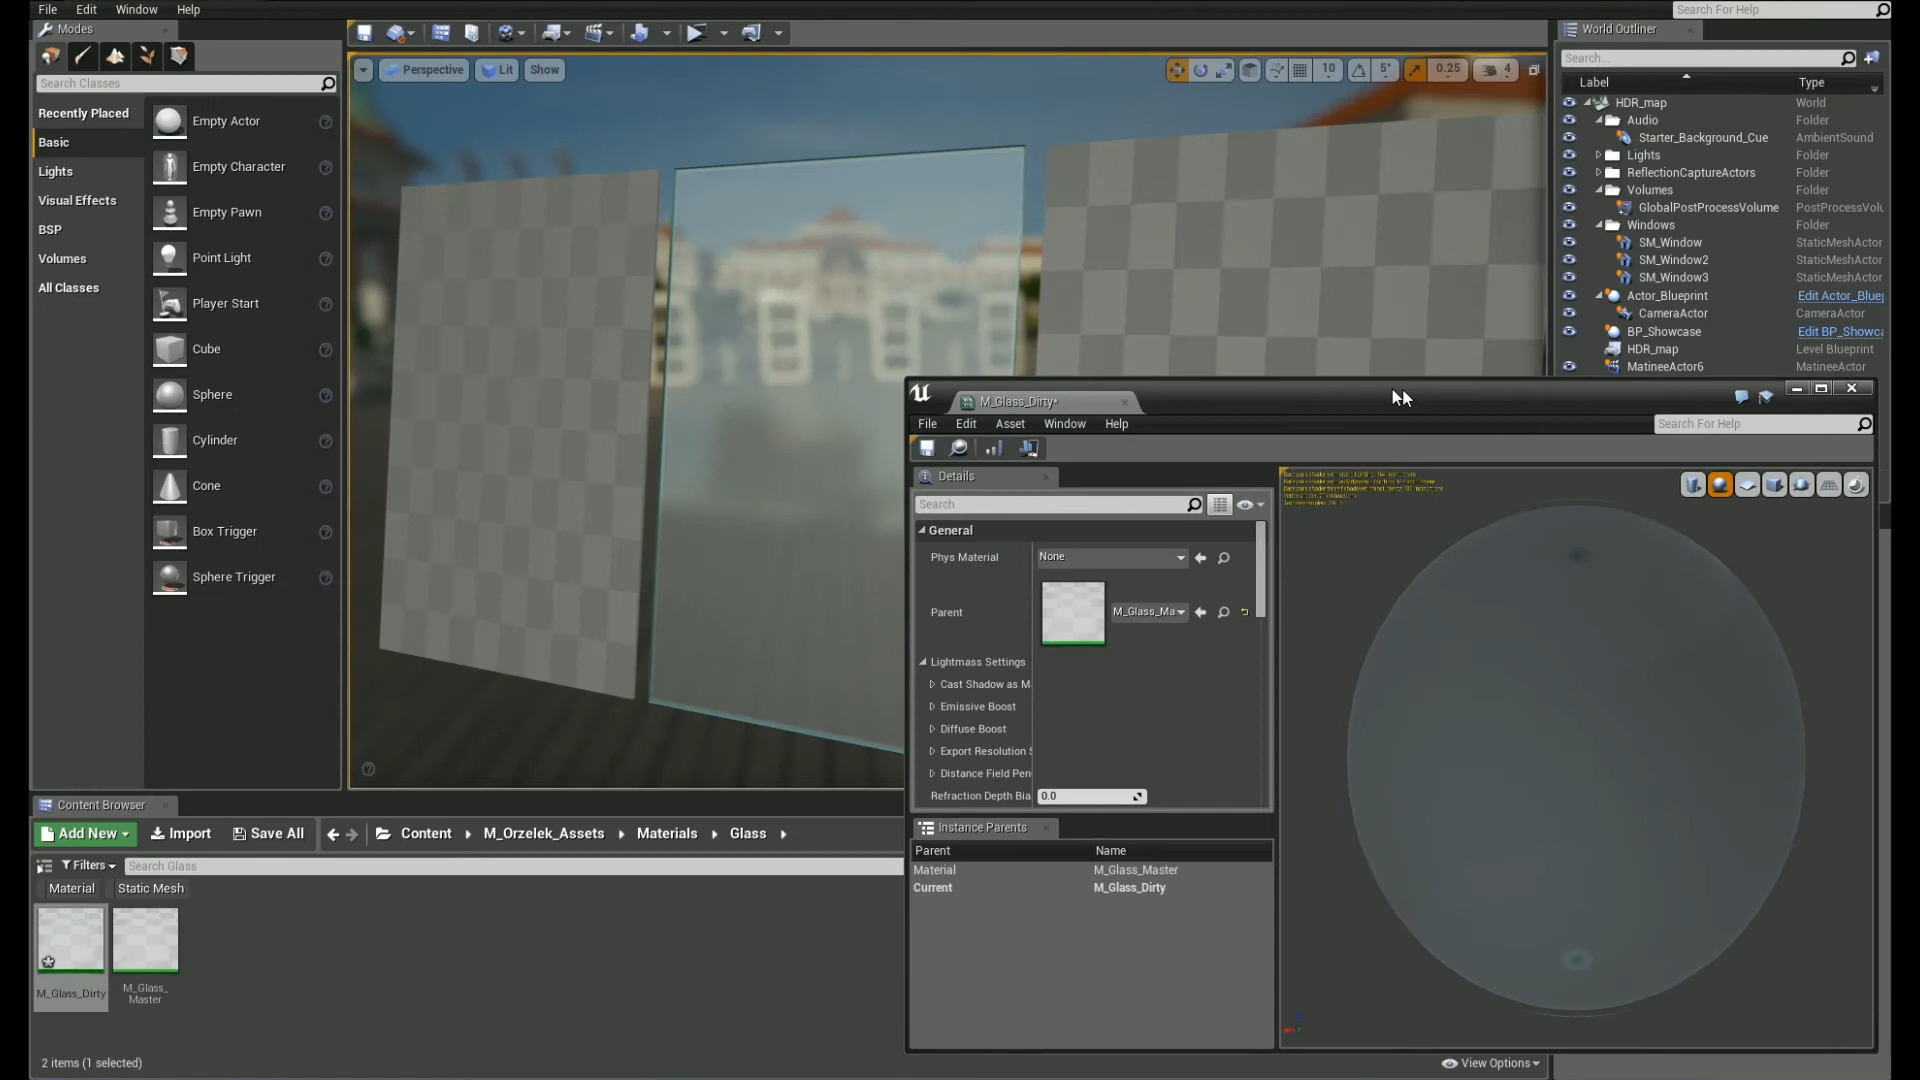 File Edit Window Help
Search For Help
Modes
World Outliner
Search Classes
Perspective Lit Show
10 5° 0.25 4
Search...
Label Type
Recently Placed
Basic
Lights
Visual Effects
BSP
Volumes
All Classes
Empty Actor
Empty Character
Empty Pawn
Point Light
Player Start
Cube
Sphere
Cylinder
Cone
Box Trigger
Sphere Trigger
HDR_map World
Audio Folder
Starter_Background_Cue AmbientSound
Lights Folder
ReflectionCaptureActors Folder
Volumes Folder
GlobalPostProcessVolume PostProcessVolu
Windows Folder
SM_Window StaticMeshActor
SM_Window2 StaticMeshActor
SM_Window3 StaticMeshActor
Actor_Blueprint Edit Actor_Bluep
CameraActor CameraActor
BP_Showcase Edit BP_Showca
HDR_map Level Blueprint
MatineeActor6 MatineeActor
M_Glass_Dirty*
File Edit Asset Window Help
Search For Help
Details
Search
General
Phys Material None
Parent M_Glass_Ma
Lightmass Settings
Cast Shadow as M
Emissive Boost
Diffuse Boost
Export Resolution S
Distance Field Pen
Refraction Depth Bia 0.0
Instance Parents
Parent Name
Material M_Glass_Master
Current M_Glass_Dirty
Content Browser
Add New Import Save All Content M_Orzelek_Assets Materials Glass
Filters Search Glass
Material Static Mesh
M_Glass_Dirty
M_Glass_
Master
2 items (1 selected)
View Options